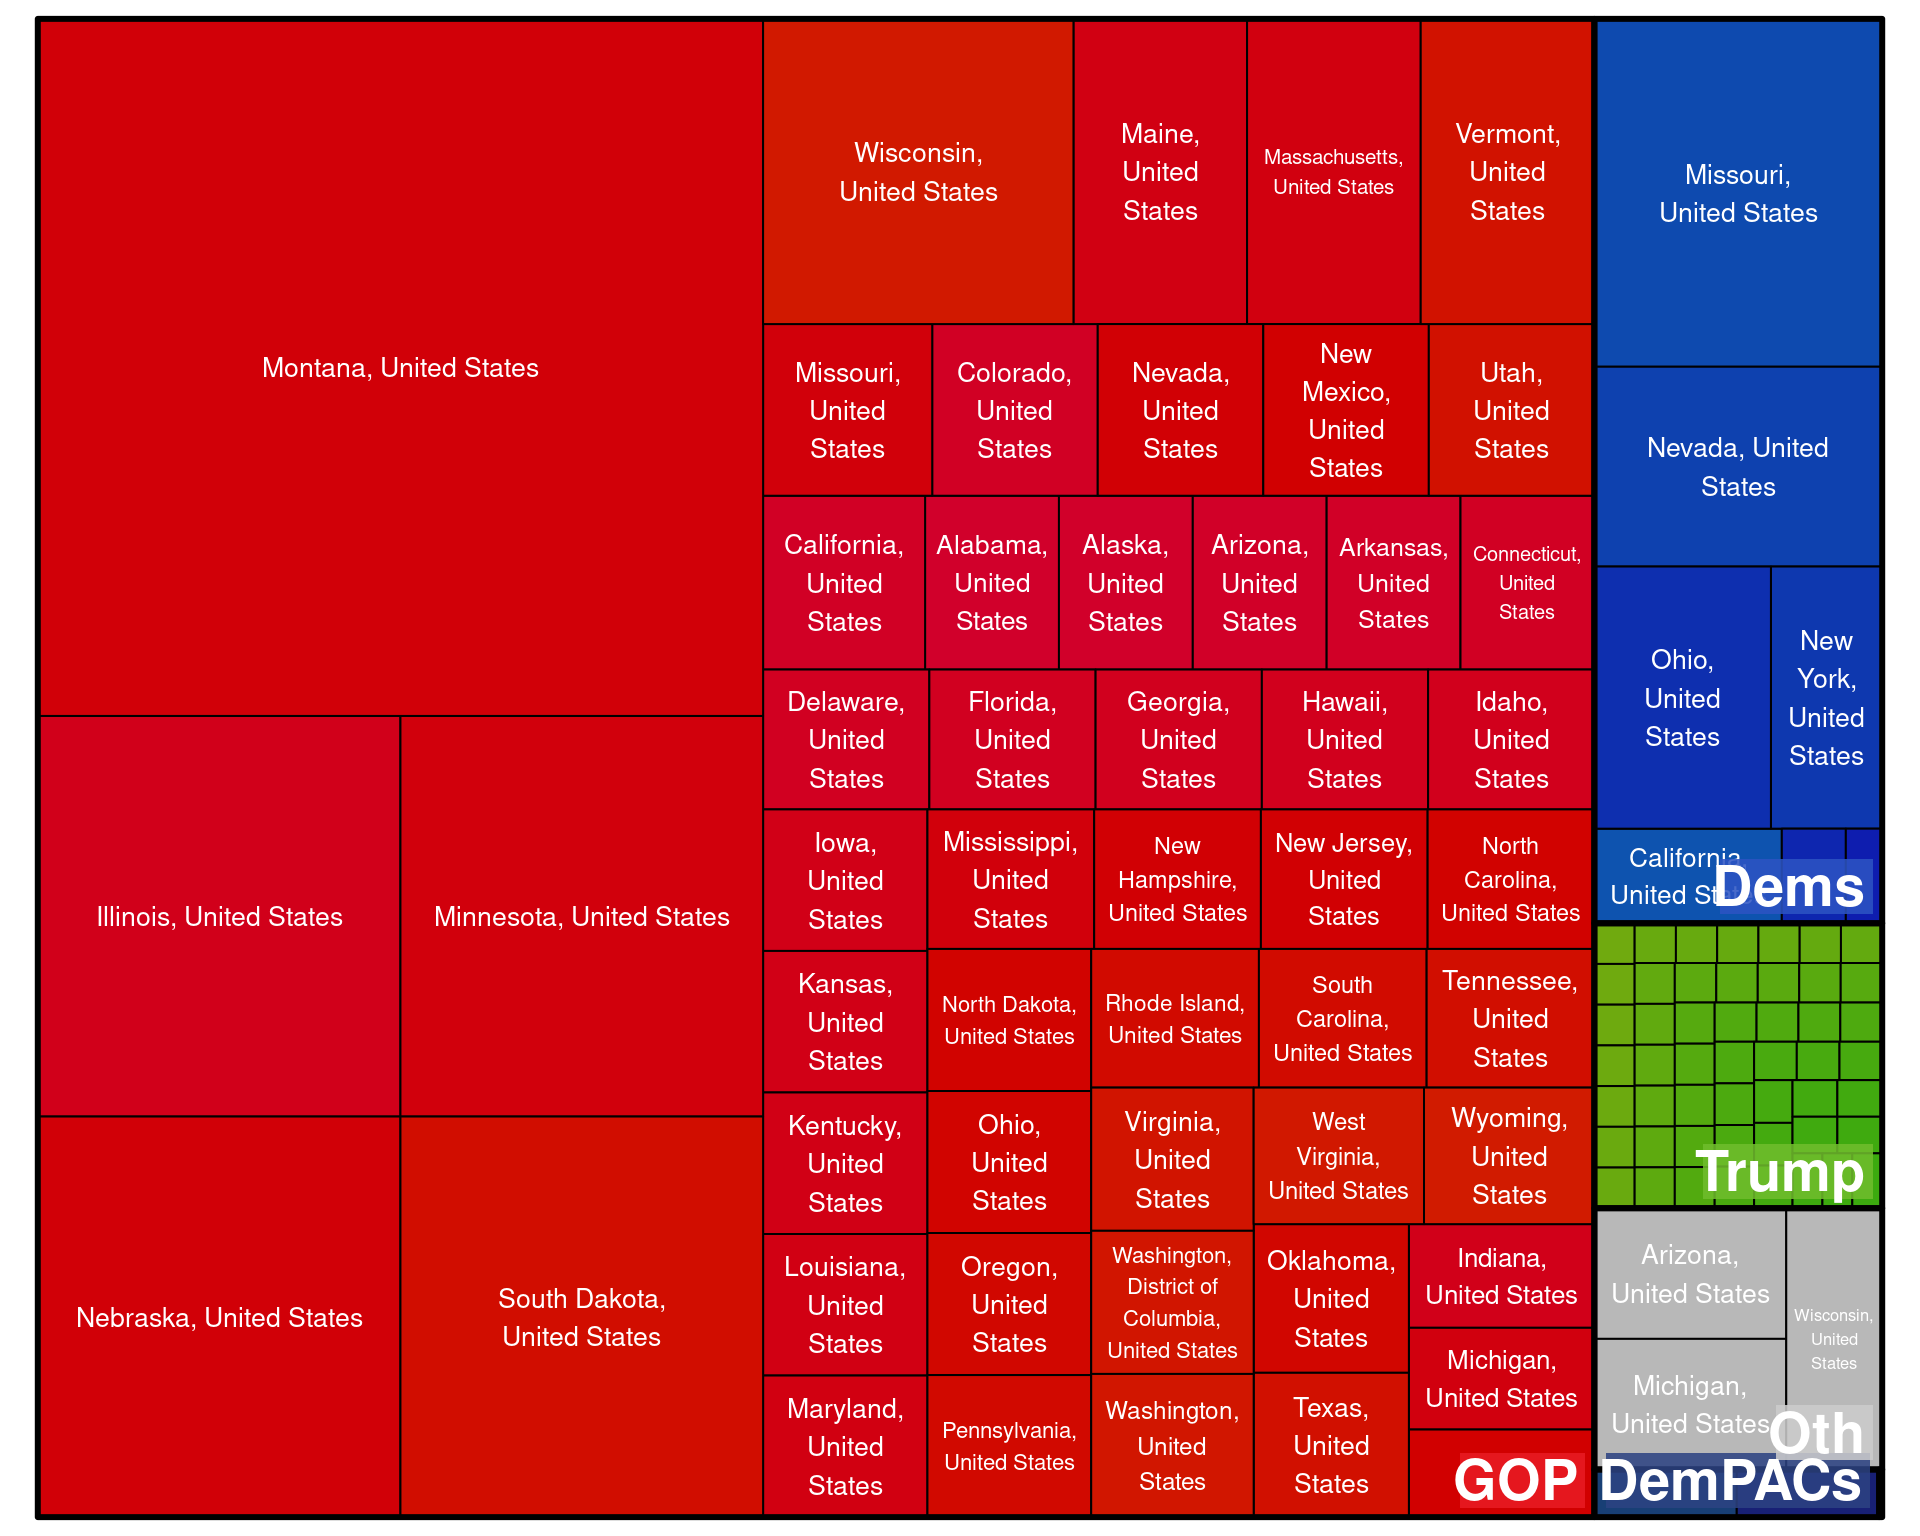 Montana, United States
Illinois, United States
Minnesota, United States
Nebraska, United States
South Dakota,
United States
Wisconsin,
United States
Maine,
United
States
Massachusetts,
United States
Vermont,
United
States
Missouri,
United
States
Colorado,
United
States
Nevada,
United
States
New
Mexico,
United
States
Utah,
United
States
California,
United
States
Alabama,
United
States
Alaska,
United
States
Arizona,
United
States
Arkansas,
United
States
Connecticut,
United
States
Delaware,
United
States
Florida,
United
States
Georgia,
United
States
Hawaii,
United
States
Idaho,
United
States
Iowa,
United
States
Mississippi,
United
States
New
Hampshire,
United States
New Jersey,
United
States
North
Carolina,
United States
Kansas,
United
States
North Dakota,
United States
Rhode Island,
United States
South
Carolina,
United States
Tennessee,
United
States
Kentucky,
United
States
Ohio,
United
States
Virginia,
United
States
West
Virginia,
United States
Wyoming,
United
States
Louisiana,
United
States
Oregon,
United
States
Washington,
District of
Columbia,
United States
Oklahoma,
United
States
Indiana,
United States
Michigan,
United States
Maryland,
United
States
Pennsylvania,
United States
Washington,
United
States
Texas,
United
States
GOP
Missouri,
United States
Nevada, United
States
Ohio,
United
States
New
York,
United
States
California,
United States
Dems
Trump
Arizona,
United States
Michigan,
United States
Wisconsin,
United
States
Oth
DemPACs